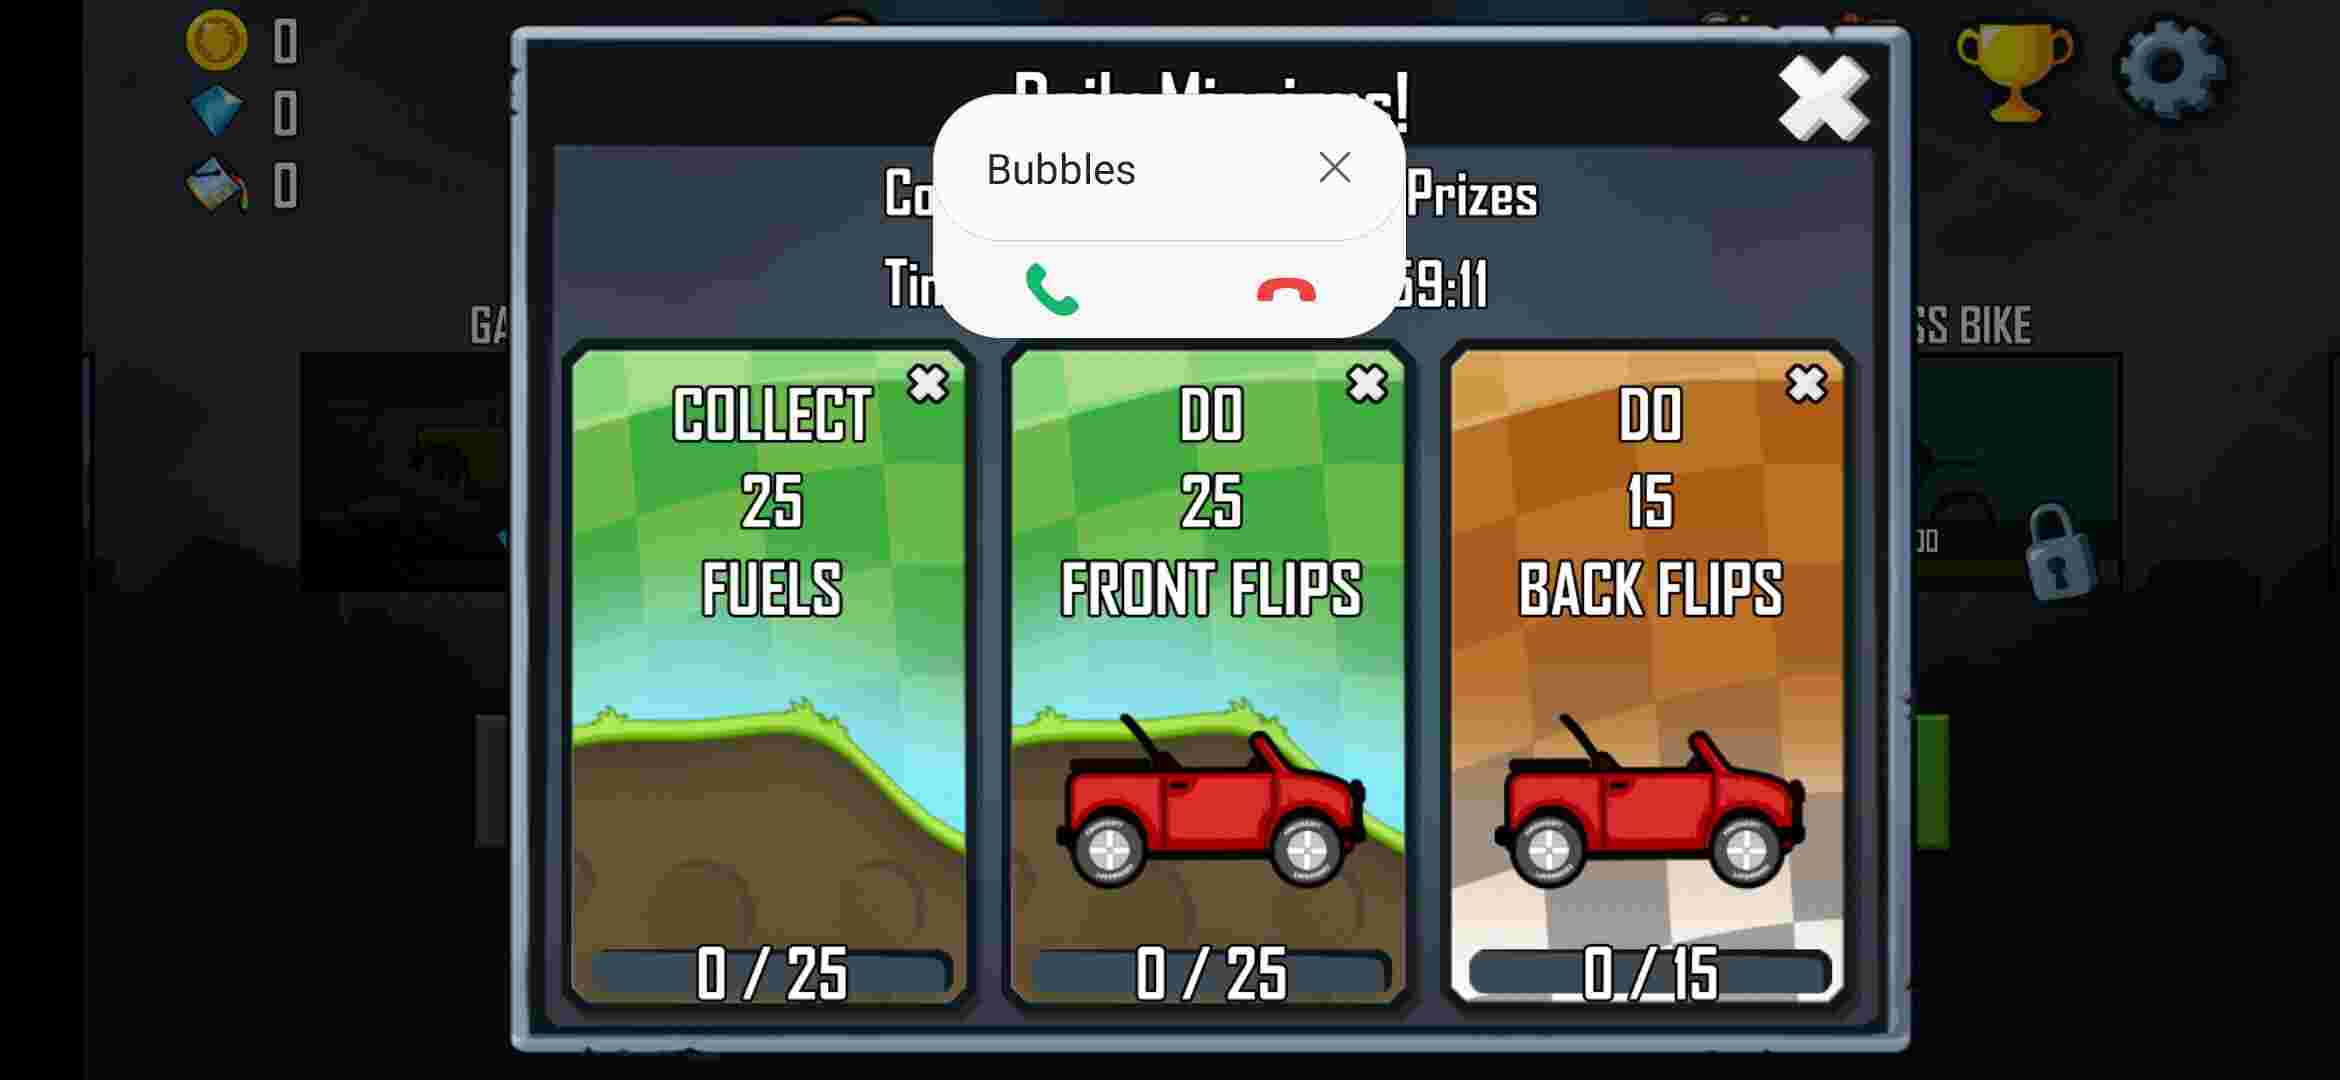 0
0
0
Bubbles
Prizes
59:11
BIKE
COLLECT
25
FUELS
0 / 25
DO
25
FRONT FLIPS
0 / 25
DO
15
BACK FLIPS
0 / 15